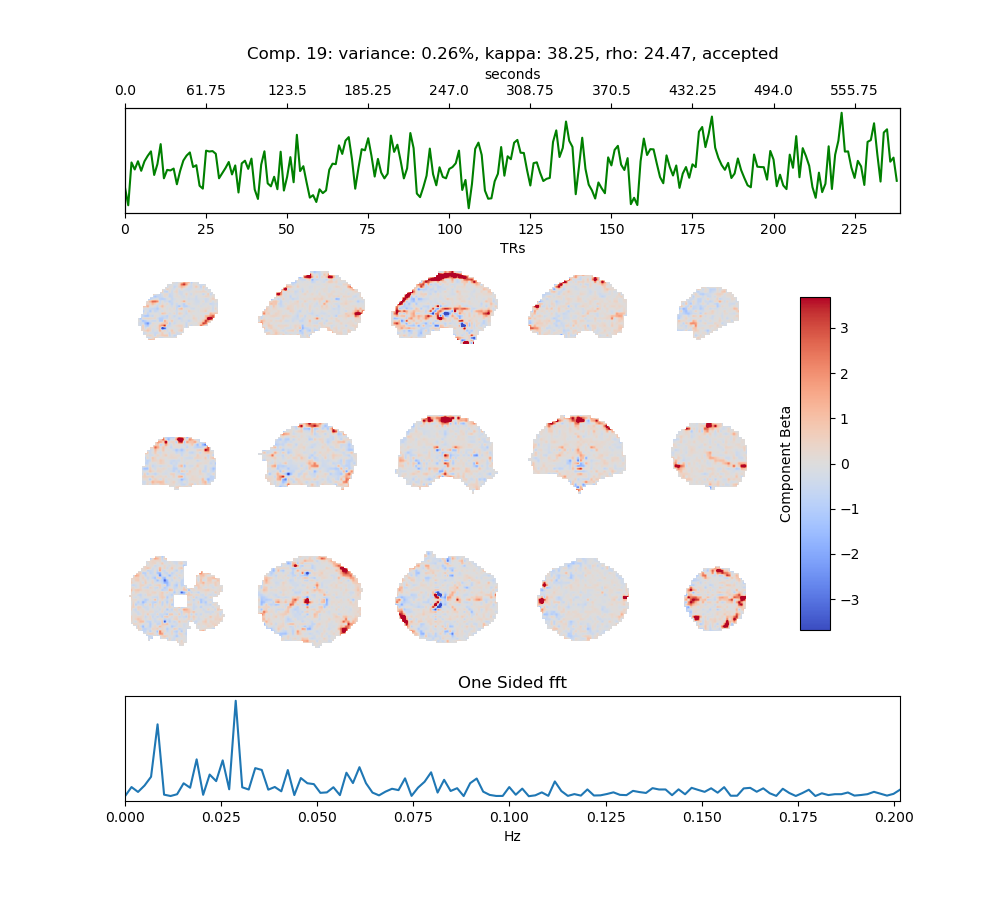 Comp. 19: variance: 0.26%, kappa: 38.25, rho: 24.47, accepted
seconds
0.0 61.75 123.5 185.25 247.0 308.75 370.5 432.25 494.0 555.75
0 25 50 75 100 125 150 175 200 225
TRs
3
2
1
0
−1
−2
−3
Component Beta
One Sided fft
0.000 0.025 0.050 0.075 0.100 0.125 0.150 0.175 0.200
Hz